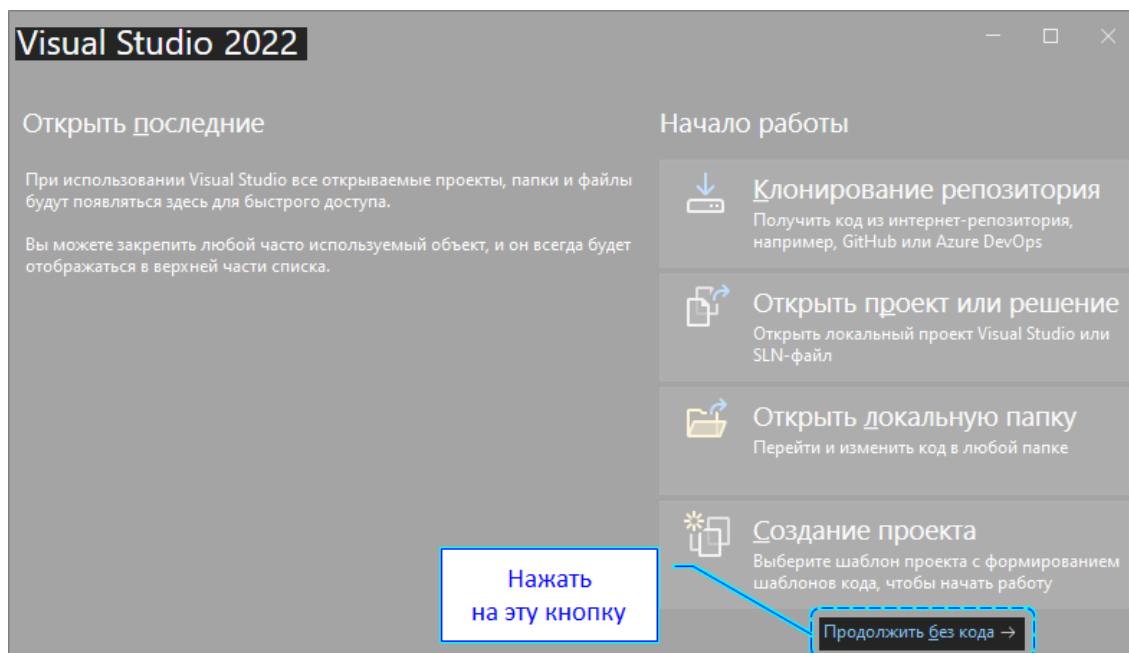 Visual Studio 2022
Открыть последние
При использовании Visual Studio все открываемые проекты, папки и файлы
будут появляться здесь для быстрого доступа.
Вы можете закрепить любой часто используемый объект, и он всегда будет
отображаться в верхней части списка.
Начало работы
Клонирование репозитория
Получить код из интернет-репозитория,
например, GitHub или Azure DevOps
Открыть проект или решение
Открыть локальный проект Visual Studio или
SLN-файл
Открыть локальную папку
Перейти и изменить код в любой папке
Создание проекта
Выберите шаблон проекта с формированием
шаблонов кода, чтобы начать работу
Нажать
на эту кнопку
Продолжить без кода →